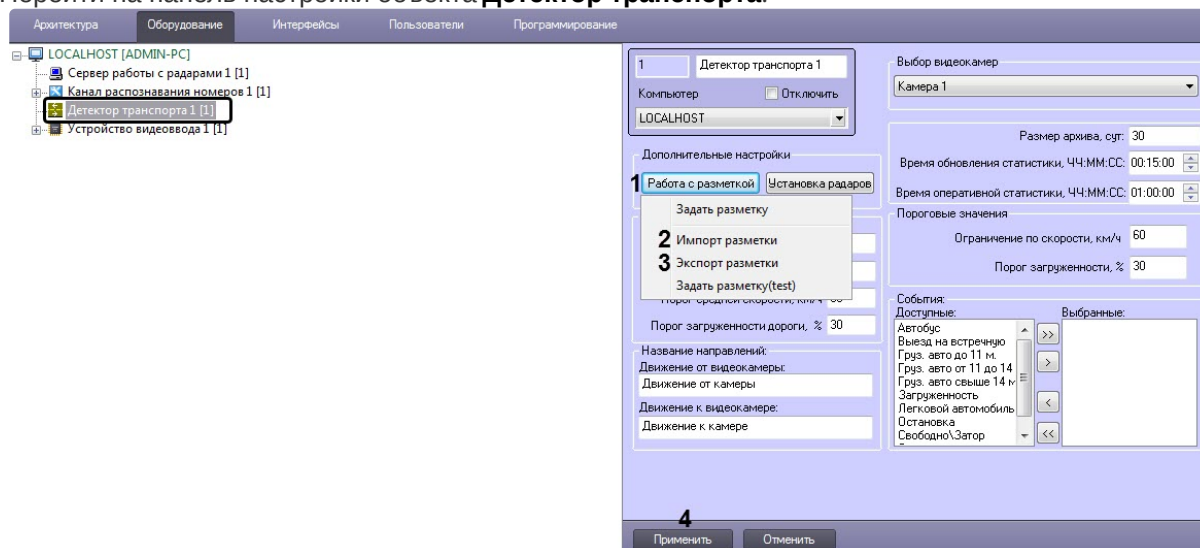 Перейти на панель настройки объекта Детектор транспорта.
Архитектура Оборудование Интерфейсы Пользователи Программирование
LOCALHOST [ADMIN-PC]
Сервер работы с радарами 1 [1]
Канал распознавания номеров 1 [1]
Детектор транспорта 1 [1]
Устройство видеоввода 1 [1]
1 Детектор транспорта 1
Компьютер Отключить
LOCALHOST
Дополнительные настройки
1 Работа с разметкой Установка радаров
Задать разметку
2 Импорт разметки
3 Экспорт разметки
Задать разметку(test)
Порог средней скорости, км/ч
Порог загруженности дороги, % 30
Название направлений:
Движение от видеокамеры:
Движение от камеры
Движение к видеокамере:
Движение к камере
Выбор видеокамер
Камера 1
Размер архива, сут: 30
Время обновления статистики, ЧЧ:ММ:СС: 00:15:00
Время оперативной статистики, ЧЧ:ММ:СС: 01:00:00
Пороговые значения
Ограничение по скорости, км/ч 60
Порог загруженности, % 30
События:
Доступные: Выбранные:
Автобус
Выезд на встречную
Груз. авто до 11 м.
Груз. авто от 11 до 14
Груз. авто свыше 14 м
Загруженность
Легковой автомобиль
Остановка
Свободно\Затор
>>
>
<
<<
4
Применить Отменить